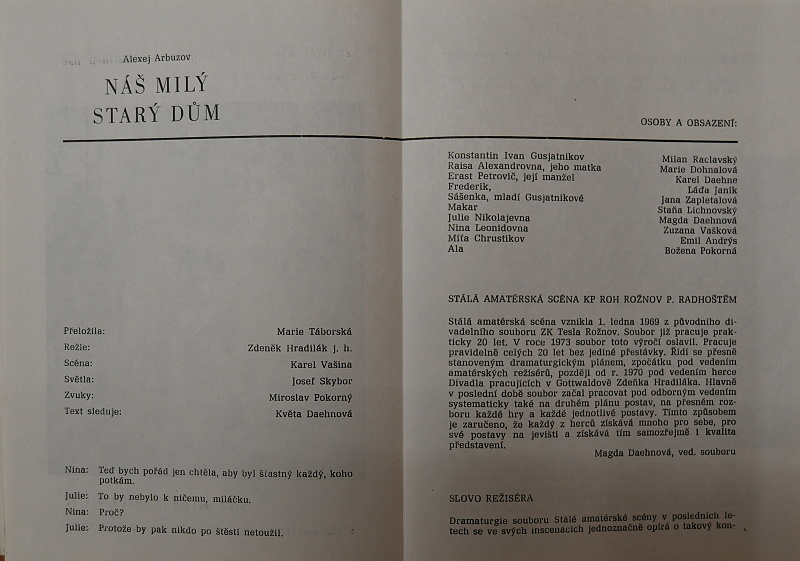 Alexej Arbuzov
NÁŠ MILÝ
STARÝ DŮM
Přeložila: Marie Táborská
Režie: Zdeněk Hradilák j. h.
Scéna: Karel Vašina
Světla: Josef Skybor
Zvuky: Miroslav Pokorný
Text sleduje: Květa Daehnová
Nina: Teď bych pořád jen chtěla, aby byl šťastný každý, koho
potkám.
Julie: To by nebylo k ničemu, miláčku.
Nina: Proč?
Julie: Protože by pak nikdo po štěstí netoužil.
OSOBY A OBSAZENÍ:
Konstantin Ivan Gusjatnikov Milan Raclavský
Raisa Alexandrovna, jeho matka Marie Dohnalová
Erast Petrovič, její manžel Karel Daehne
Frederik, Láďa Janík
Sášenka, mladí Gusjatnikové Jana Zapletalová
Makar Staňa Lichnovský
Julie Nikolajevna Magda Daehnová
Nina Leonidovna Zuzana Vašková
Míťa Chrustikov Emil Andrýs
Ala Božena Pokorná
STÁLÁ AMATÉRSKÁ SCÉNA KP ROH ROŽNOV P. RADHOŠTĚM
Stálá amatérská scéna vznikla 1. ledna 1969 z původního di-
vadelního souboru ZK Tesla Rožnov. Soubor již pracuje prak-
ticky 20 let. V roce 1973 soubor toto výročí oslavil. Pracuje
pravidelně celých 20 let bez jediné přestávky. Řídí se přesně
stanoveným dramaturgickým plánem, zpočátku pod vedením
amatérských režisérů, později od r. 1970 pod vedením herce
Divadla pracujících v Gottwaldově Zdeňka Hradiláka. Hlavně
v poslední době soubor začal pracovat pod odborným vedením
systematicky také na druhém plánu postav, na přesném roz-
boru každé hry a každé jednotlivé postavy. Tímto způsobem
je zaručeno, že každý z herců získává mnoho pro sebe, pro
své postavy na jevišti a získává tím samozřejmě i kvalita
představení.
Magda Daehnová, ved. souboru
SLOVO REŽISÉRA
Dramaturgie souboru Stálé amatérské scény v posledních le-
tech se ve svých inscenacích jednoznačně opírá o takový kon-